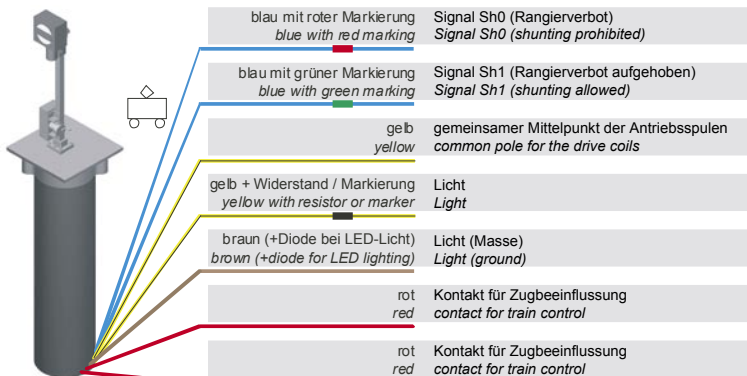 blau mit roter Markierung Signal Sh0 (Rangierverbot)
blue with red marking Signal Sh0 (shunting prohibited)
blau mit grüner Markierung Signal Sh1 (Rangierverbot aufgehoben)
blue with green marking Signal Sh1 (shunting allowed)
gelb gemeinsamer Mittelpunkt der Antriebsspulen
yellow common pole for the drive coils
gelb + Widerstand / Markierung Licht
yellow with resistor or marker Light
braun (+Diode bei LED-Licht) Licht (Masse)
brown (+diode for LED lighting) Light (ground)
rot Kontakt für Zugbeeinflussung
red contact for train control
rot Kontakt für Zugbeeinflussung
red contact for train control